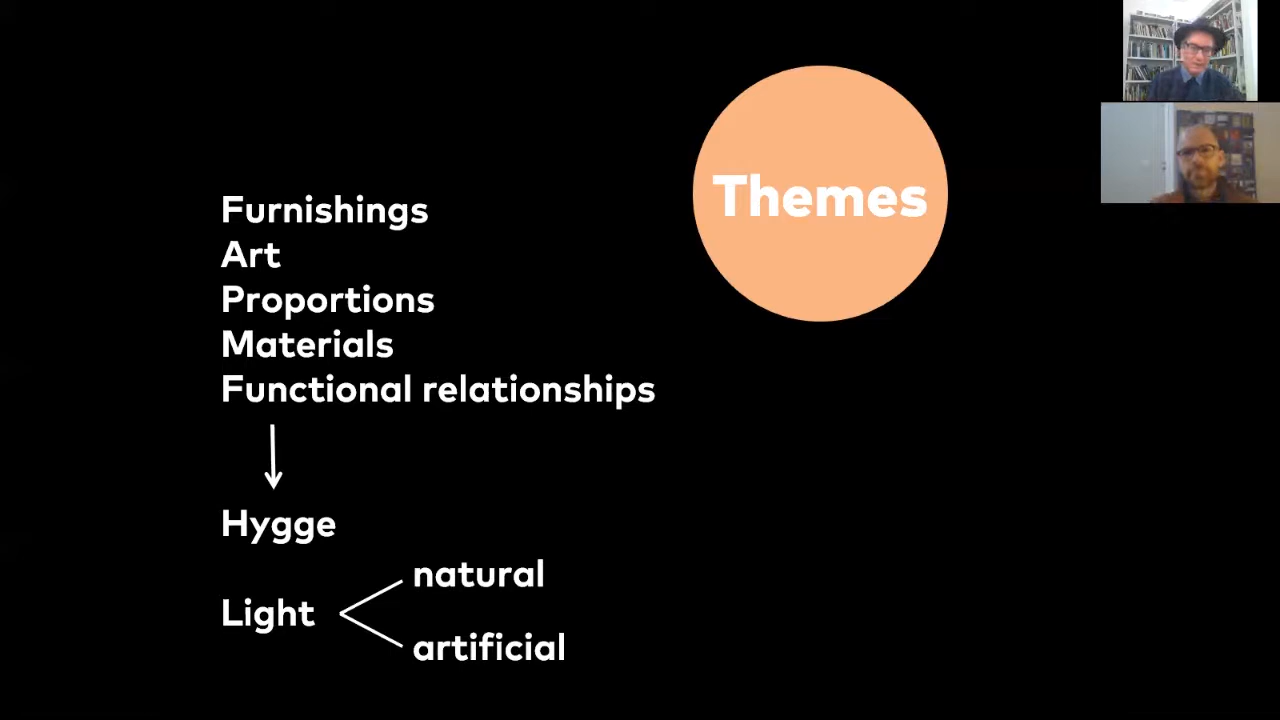 Themes
Furnishings
Art
Proportions
Materials
Functional relationships
Hygge
Light
natural
artificial